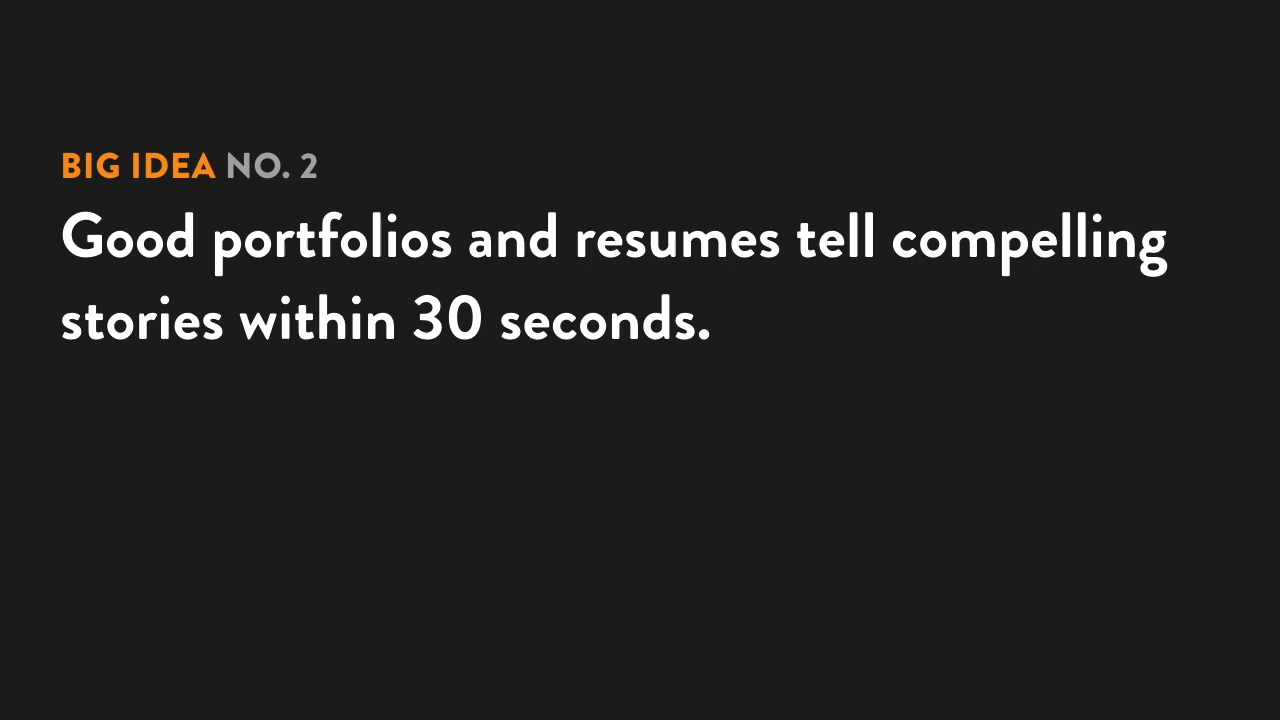 BIG IDEA NO. 2
Good portfolios and resumes tell compelling
stories within 30 seconds.